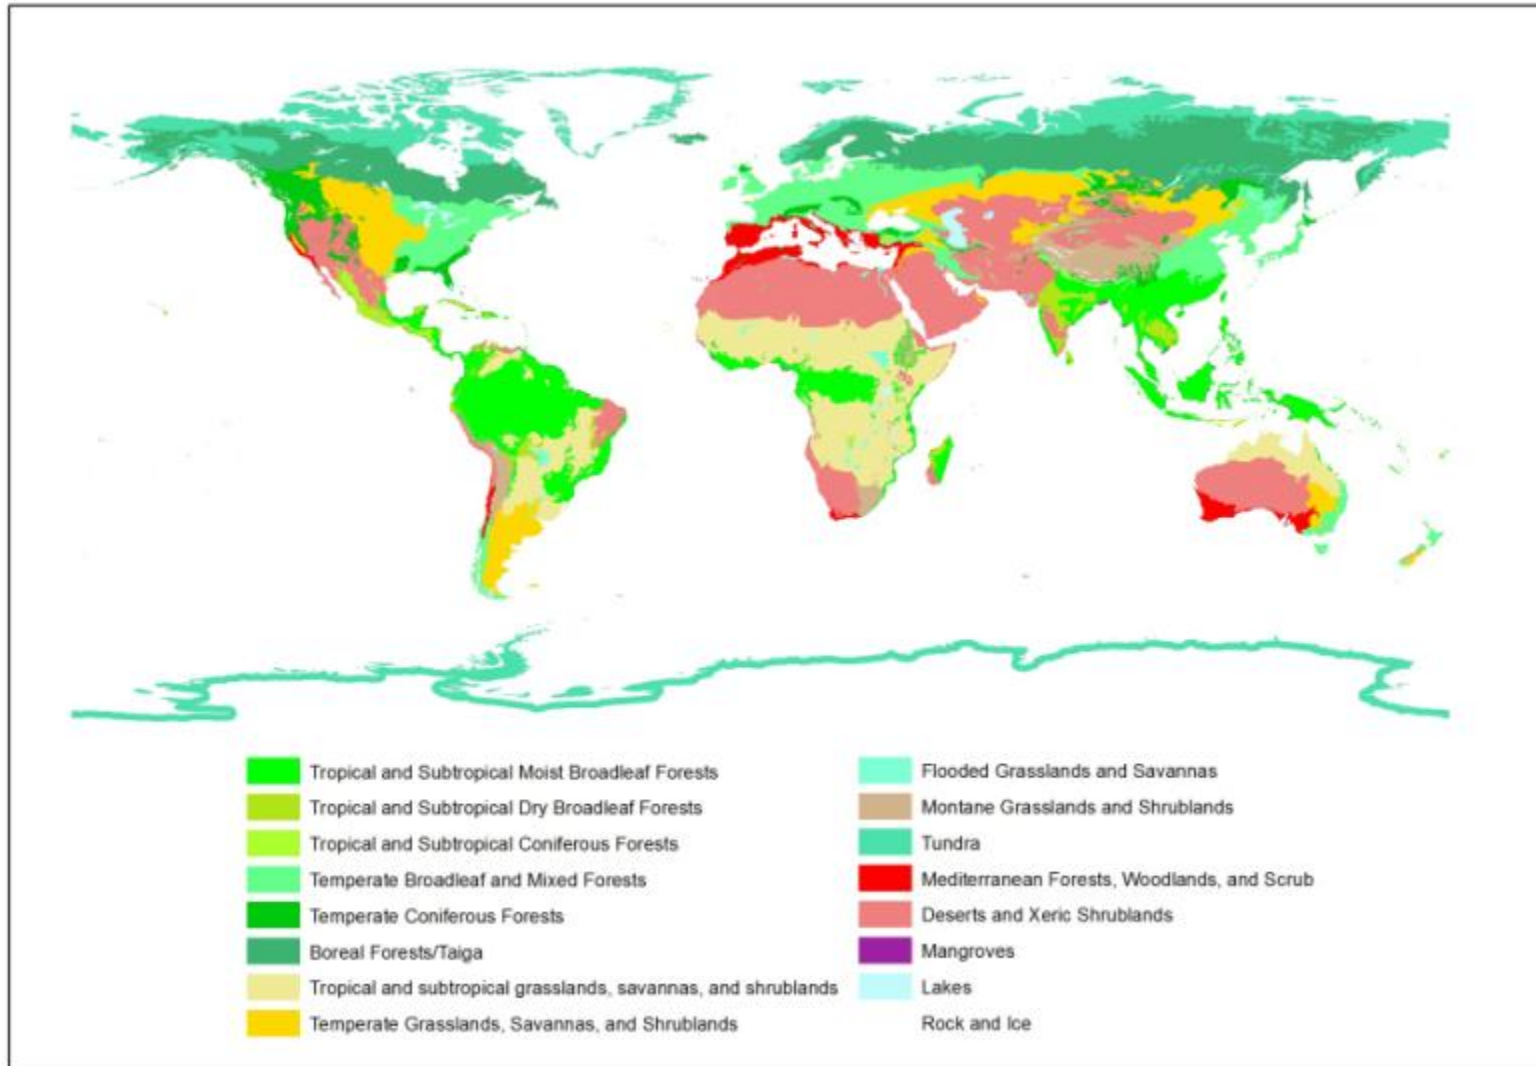 Tropical and Subtropical Moist Broadleaf Forests
Tropical and Subtropical Dry Broadleaf Forests
Tropical and Subtropical Coniferous Forests
Temperate Broadleaf and Mixed Forests
Temperate Coniferous Forests
Boreal Forests/Taiga
Tropical and subtropical grasslands, savannas, and shrublands
Temperate Grasslands, Savannas, and Shrublands
Flooded Grasslands and Savannas
Montane Grasslands and Shrublands
Tundra
Mediterranean Forests, Woodlands, and Scrub
Deserts and Xeric Shrublands
Mangroves
Lakes
Rock and Ice